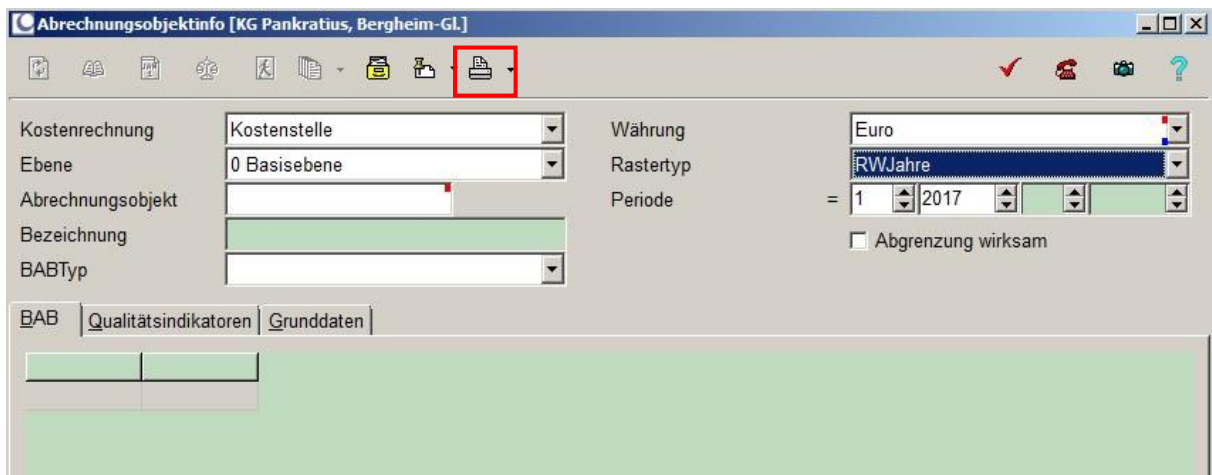 Abrechnungsobjektinfo [KG Pankratius, Bergheim-Gl.]
Kostenrechnung Kostenstelle Währung Euro
Ebene 0 Basisebene Rastertyp RWJahre
Abrechnungsobjekt Periode = 1 2017
Bezeichnung Abgrenzung wirksam
BABTyp
BAB Qualitätsindikatoren Grunddaten